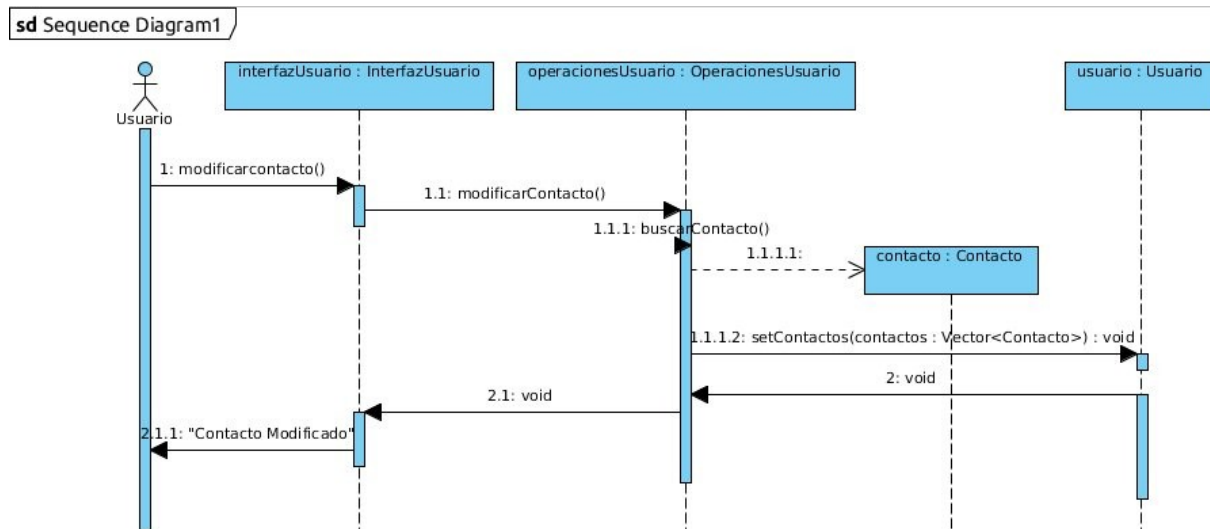 sd Sequence Diagram1
interfazUsuario : InterfazUsuario
operacionesUsuario : OperacionesUsuario
usuario : Usuario
Usuario
1: modificarcontacto()
1.1: modificarContacto()
1.1.1: buscarContacto()
1.1.1.1:
contacto : Contacto
1.1.1.2: setContactos(contactos : Vector<Contacto>) : void
2: void
2.1: void
2.1.1: "Contacto Modificado"